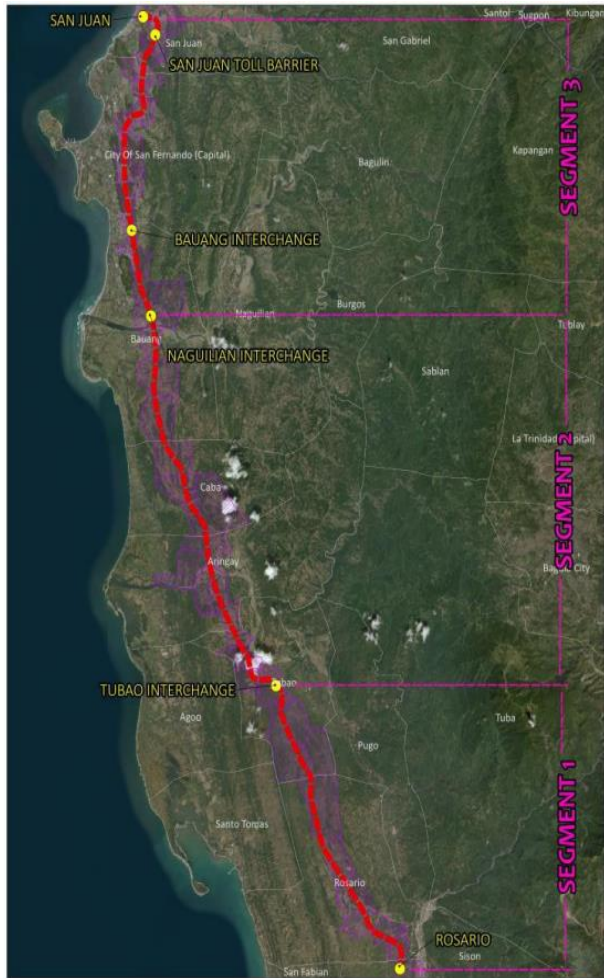 SAN JUAN
Santol
Sugpon
Kibungan
San Juan
San Gabriel
SAN JUAN TOLL BARRIER
SEGMENT 3
City Of San Fernando (Capital)
Bagulin
Kapangan
BAUANG INTERCHANGE
Burgos
Naguilian
Bauang
Tublay
NAGUILIAN INTERCHANGE
Sablan
SEGMENT 2
La Trinidad (Capital)
Caba
Aringay
Baguio City
TUBAO INTERCHANGE
Tubao
Agoo
Tuba
Pugo
SEGMENT 1
Santo Tomas
Rosario
ROSARIO
Sison
San Fabian